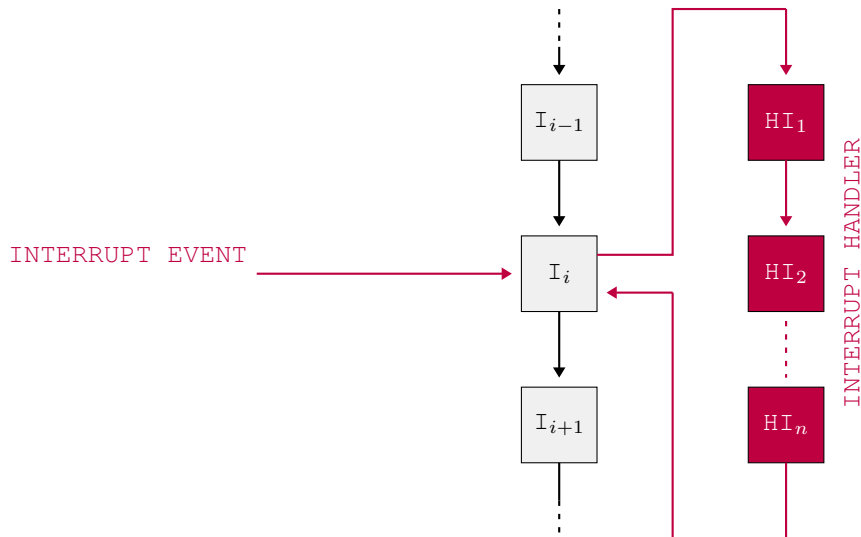 I_{i−1}
HI_1
INTERRUPT EVENT
I_i
HI_2
INTERRUPT HANDLER
I_{i+1}
HI_n